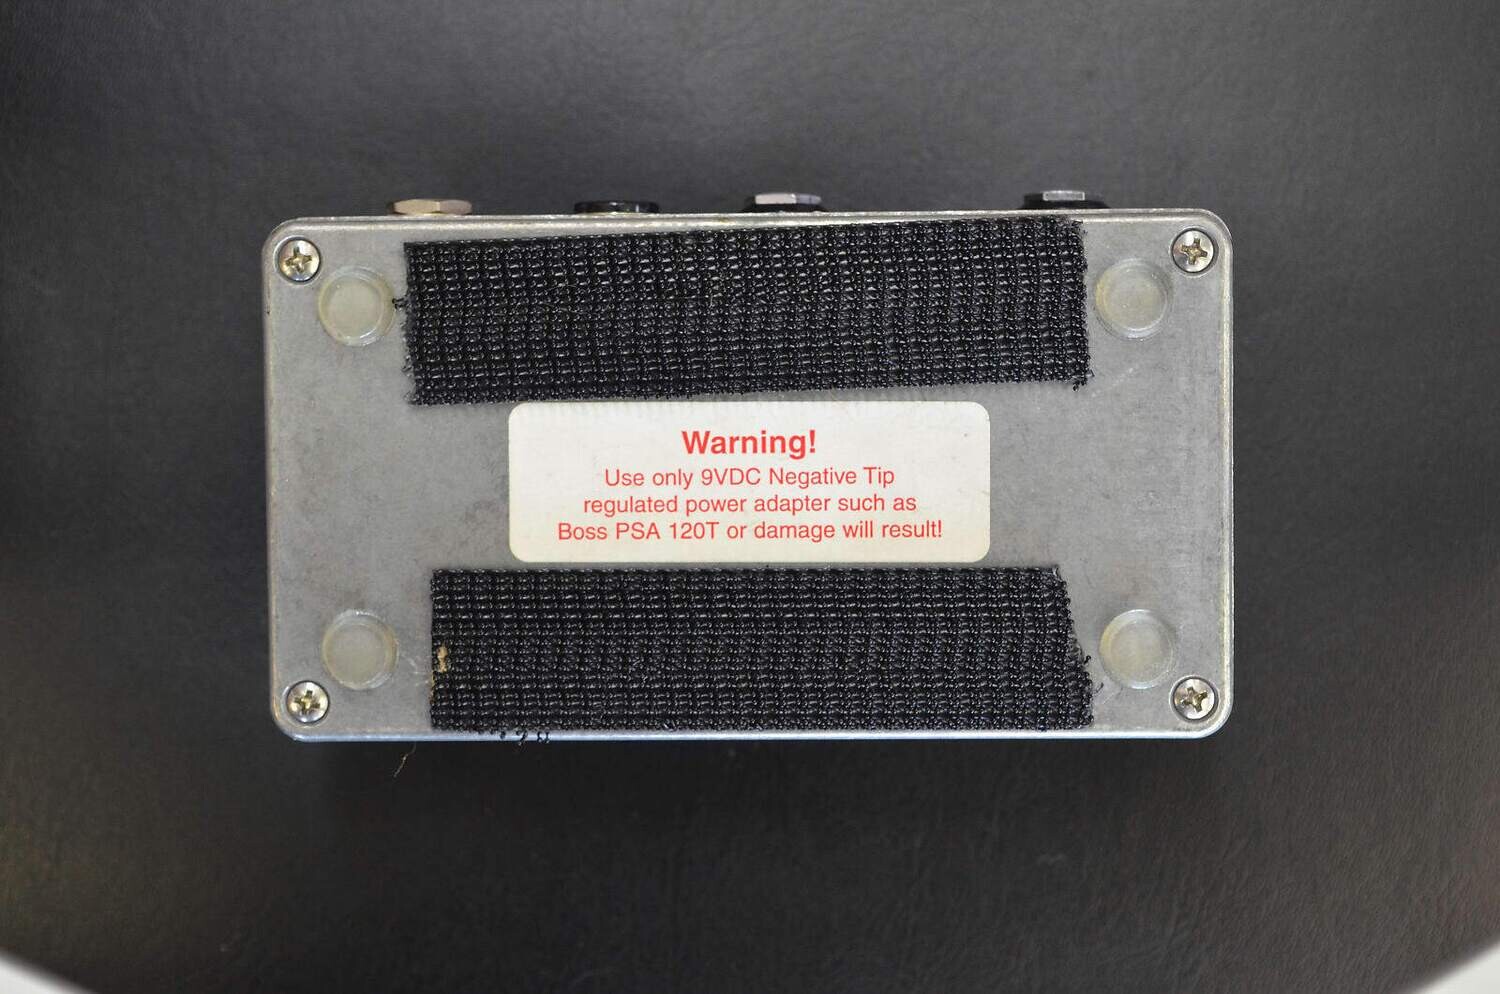 Warning!
Use only 9VDC Negative Tip
regulated power adapter such as
Boss PSA 120T or damage will result!